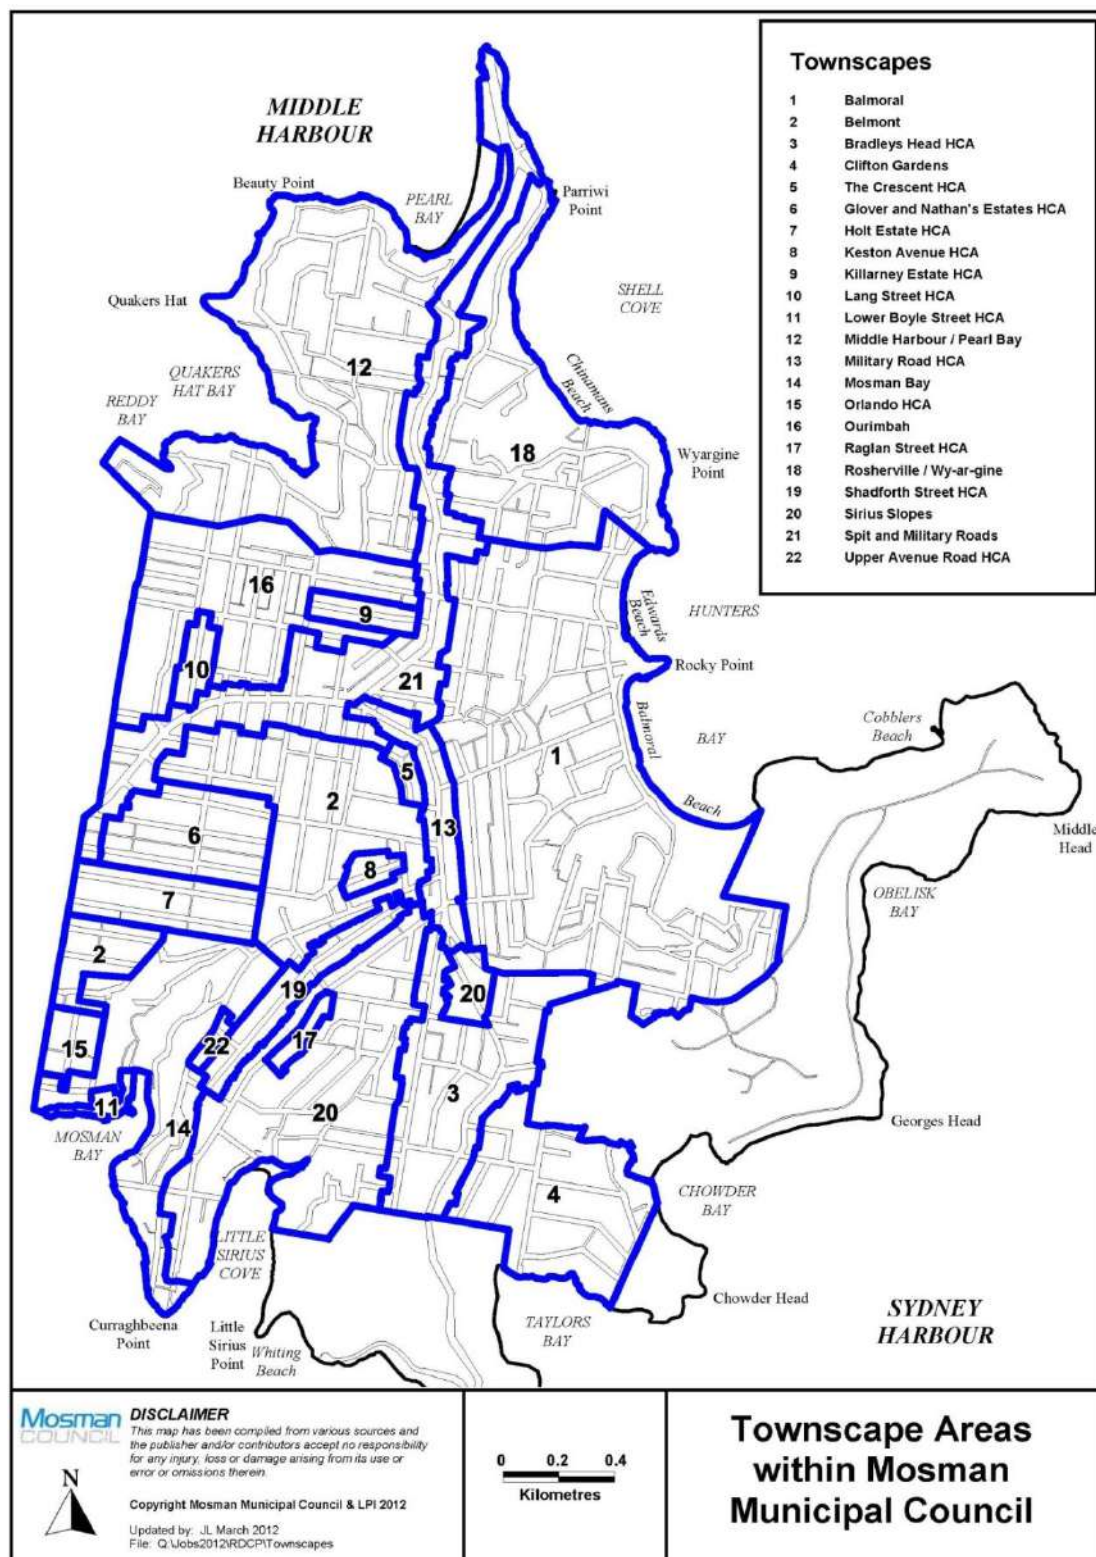 MIDDLE
HARBOUR
Beauty Point
PEARL
BAY
Parriwi
Point
Quakers Hat
SHELL
COVE
QUAKERS
HAT BAY
REDDY
BAY
12
Chinamans
Beach
18
Wyargine
Point
16
9
Edwards
Beach
HUNTERS
10
21
Rocky Point
Balmoral
BAY
Cobblers
Beach
5
1
2
13
Beach
6
Middle
Head
8
7
OBELISK
BAY
2
19
20
22
17
15
3
11
20
14
Georges Head
MOSMAN
BAY
4
CHOWDER
BAY
LITTLE
SIRIUS
COVE
Chowder Head
Curraghbeena
Point
Little
Sirius
Point
Whiting
Beach
TAYLORS
BAY
SYDNEY
HARBOUR
Townscapes
1 Balmoral
2 Belmont
3 Bradleys Head HCA
4 Clifton Gardens
5 The Crescent HCA
6 Glover and Nathan's Estates HCA
7 Holt Estate HCA
8 Keston Avenue HCA
9 Killarney Estate HCA
10 Lang Street HCA
11 Lower Boyle Street HCA
12 Middle Harbour / Pearl Bay
13 Military Road HCA
14 Mosman Bay
15 Orlando HCA
16 Ourimbah
17 Raglan Street HCA
18 Rosherville / Wy-ar-gine
19 Shadforth Street HCA
20 Sirius Slopes
21 Spit and Military Roads
22 Upper Avenue Road HCA
Mosman
COUNCIL
DISCLAIMER
This map has been compiled from various sources and
the publisher and/or contributors accept no responsibility
for any injury, loss or damage arising from its use or
error or omissions therein.
N
Copyright Mosman Municipal Council & LPI 2012
Updated by: JL March 2012
File: Q:\Jobs2012\RDCP\Townscapes
0 0.2 0.4
Kilometres
Townscape Areas
within Mosman
Municipal Council